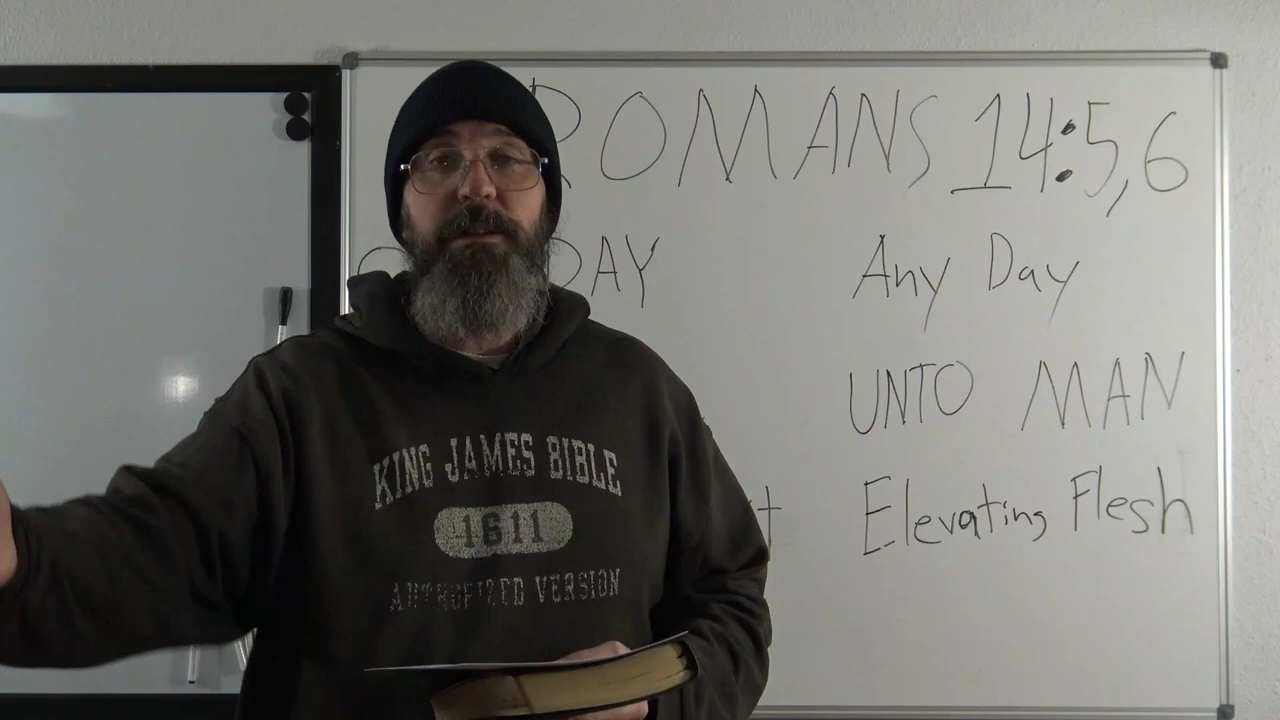 ROMANS 14:5,6
DAY Any Day
UNTO MAN
Elevating Flesh
KING JAMES BIBLE
1611
AUTHORIZED VERSION